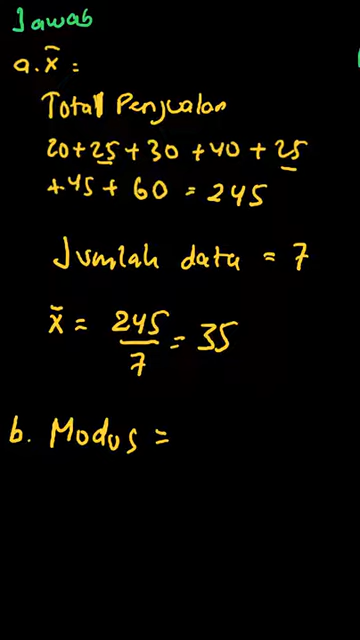 Jawab
a. x̄ =
Total Penjualan
20 + 25 + 30 + 40 + 25
+ 45 + 60 = 245
Jumlah data = 7
x̄ = 245/7 = 35
b. Modus =